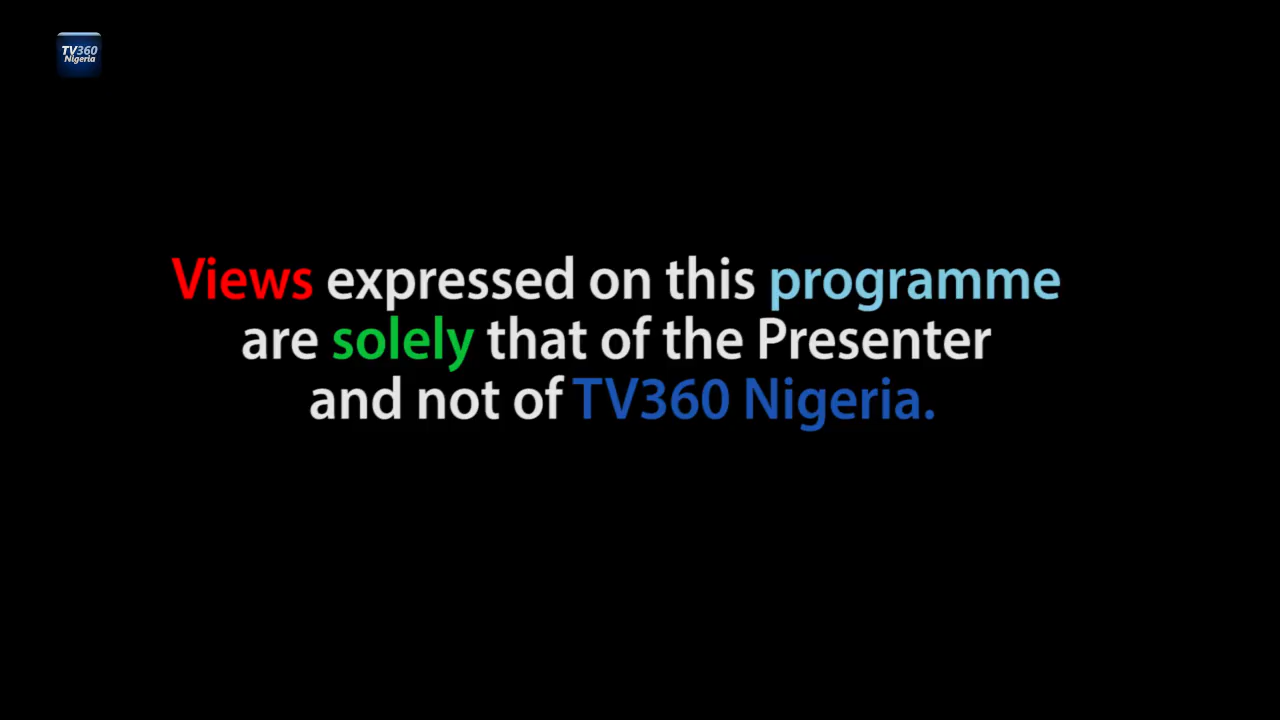 TV360
Nigeria
Views expressed on this programme
are solely that of the Presenter
and not of TV360 Nigeria.